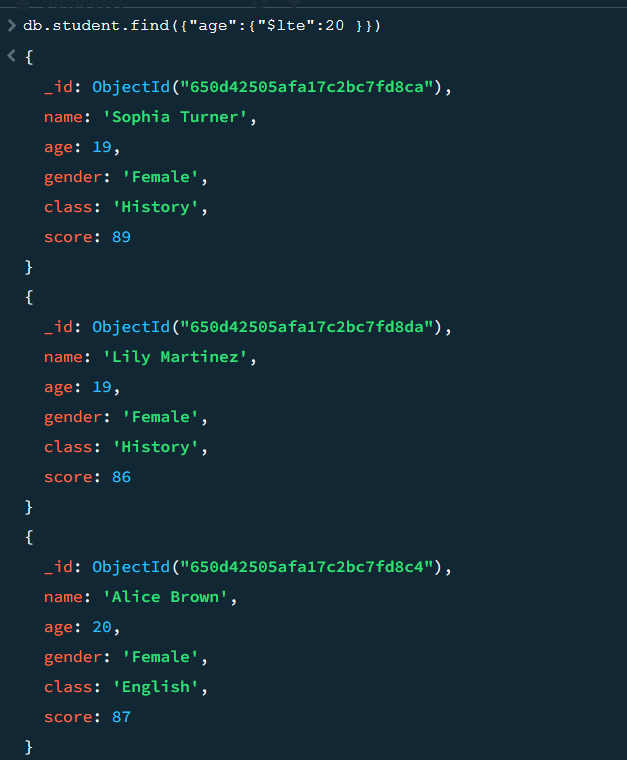 > db.student.find({"age":{"$lte":20 }})
< {
_id: ObjectId("650d42505afa17c2bc7fd8ca"),
name: 'Sophia Turner',
age: 19,
gender: 'Female',
class: 'History',
score: 89
}
{
_id: ObjectId("650d42505afa17c2bc7fd8da"),
name: 'Lily Martinez',
age: 19,
gender: 'Female',
class: 'History',
score: 86
}
{
_id: ObjectId("650d42505afa17c2bc7fd8c4"),
name: 'Alice Brown',
age: 20,
gender: 'Female',
class: 'English',
score: 87
}